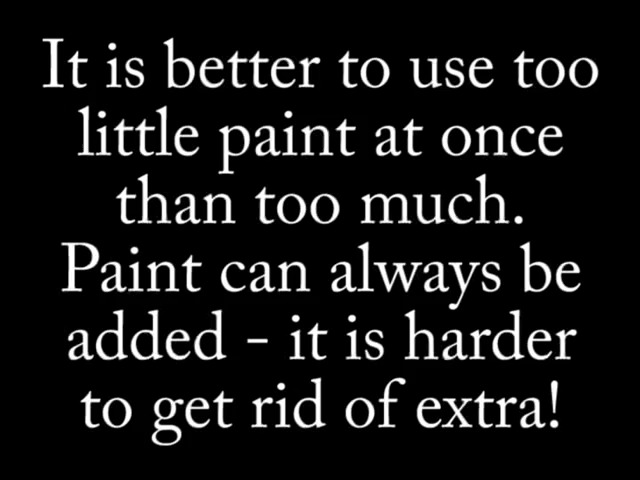 It is better to use too
little paint at once
than too much.
Paint can always be
added - it is harder
to get rid of extra!